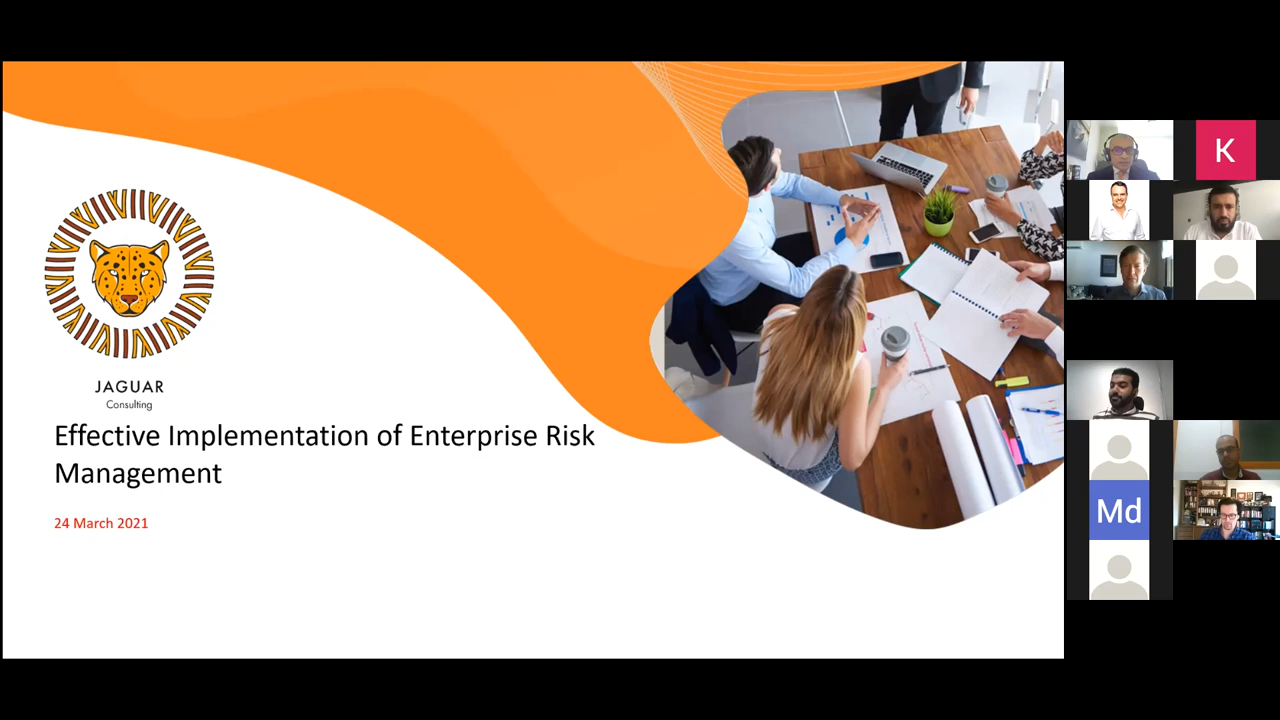 JAGUAR
Consulting
Effective Implementation of Enterprise Risk
Management
24 March 2021
K
Md